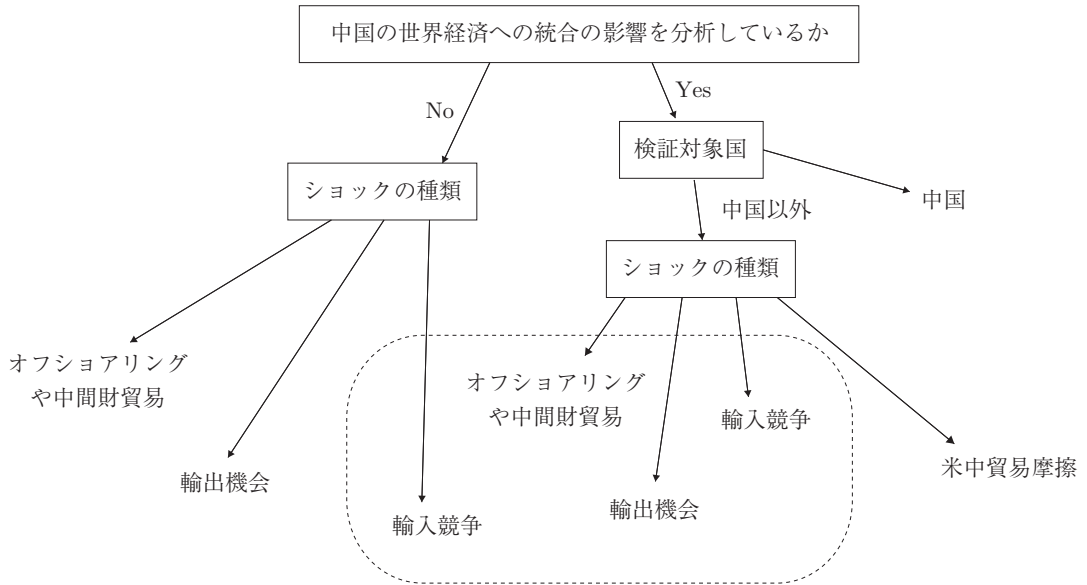 中国の世界経済への統合の影響を分析しているか
No
Yes
検証対象国
ショックの種類
中国
中国以外
ショックの種類
オフショアリング
や中間財貿易
オフショアリング
や中間財貿易
輸入競争
輸出機会
米中貿易摩擦
輸出機会
輸入競争